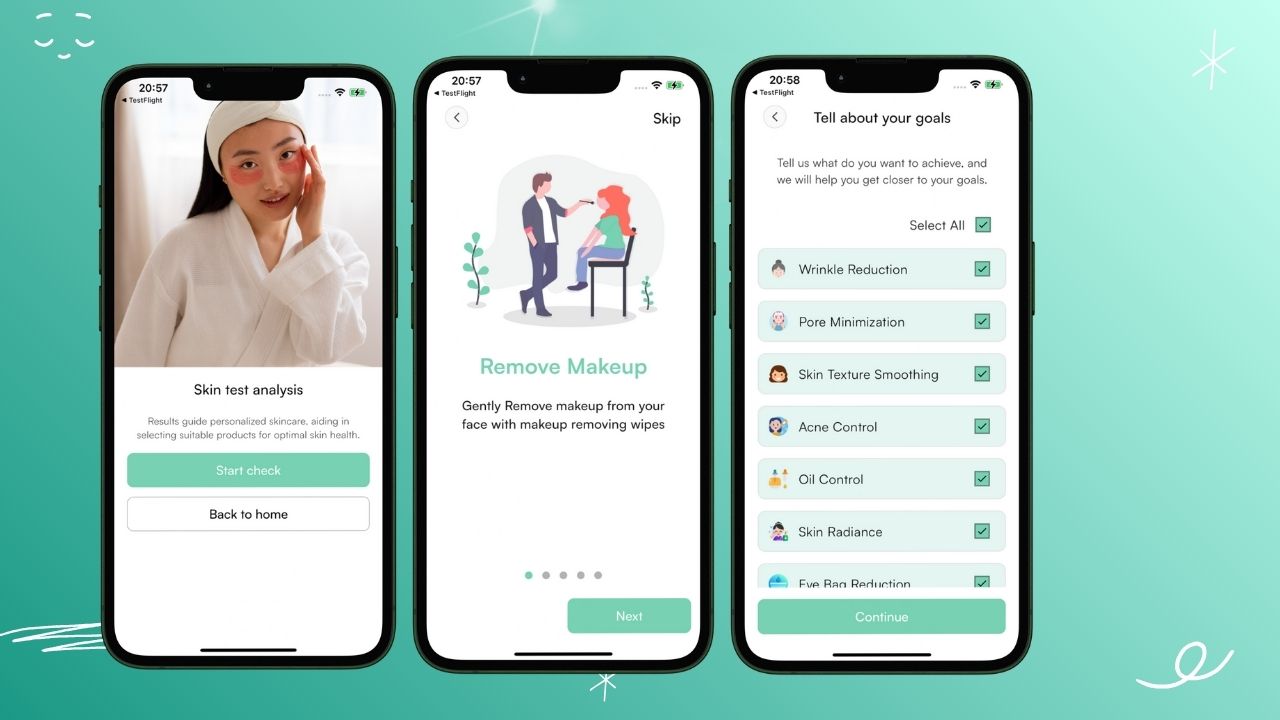 20:57
◀ TestFlight
Skin test analysis
Results guide personalized skincare, aiding in
selecting suitable products for optimal skin health.
Start check
Back to home
20:57
◀ TestFlight
Skip
Remove Makeup
Gently Remove makeup from your
face with makeup removing wipes
Next
20:58
◀ TestFlight
Tell about your goals
Tell us what do you want to achieve, and
we will help you get closer to your goals.
Select All
Wrinkle Reduction
Pore Minimization
Skin Texture Smoothing
Acne Control
Oil Control
Skin Radiance
Eye Bag Reduction
Continue